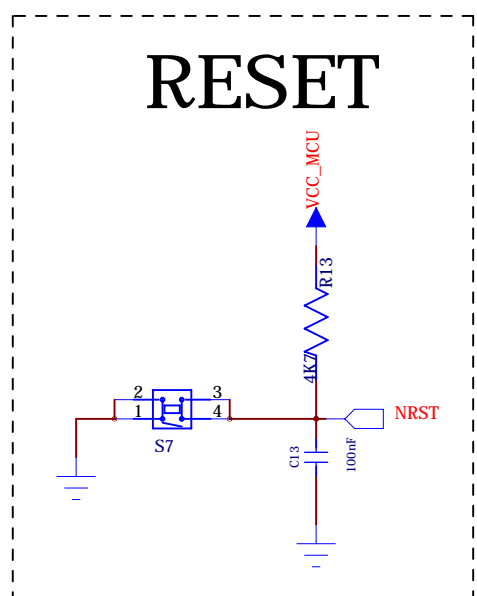 RESET
VCC_MCU
R13
4K7
2
3
1
4
NRST
S7
C13
100nF